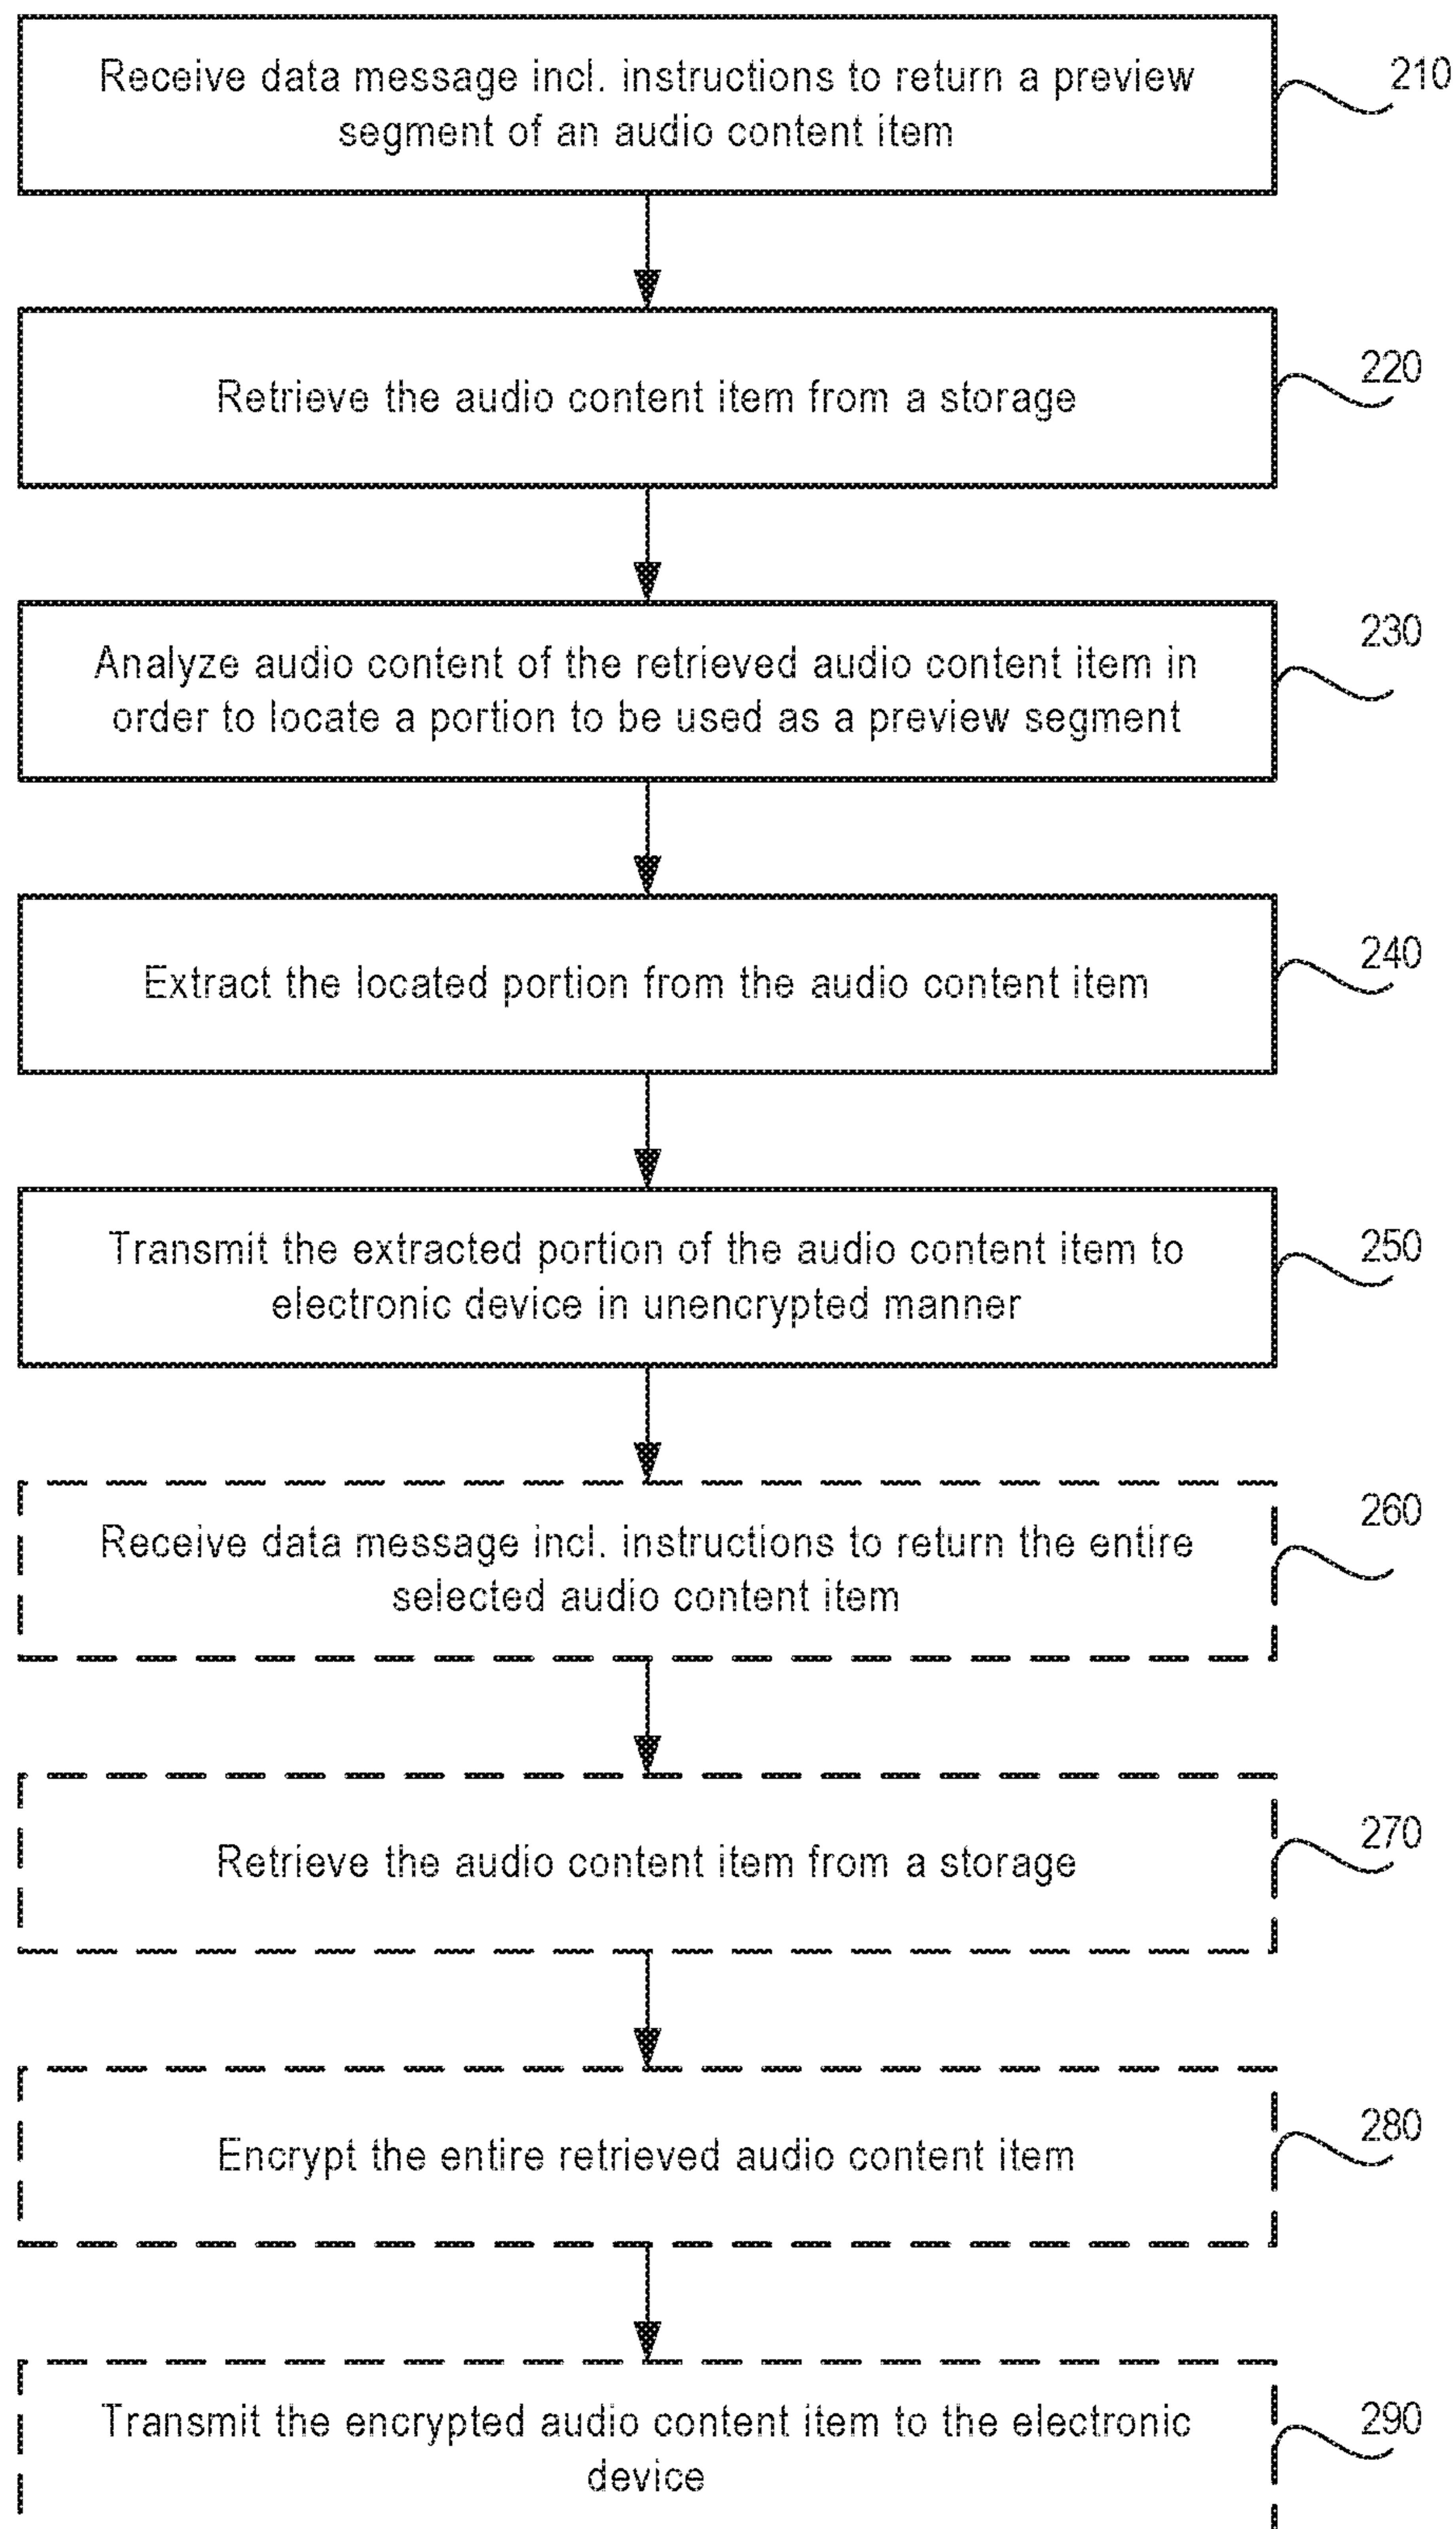 Receive data message incl. instructions to return a preview
segment of an audio content item
210
Retrieve the audio content item from a storage
220
Analyze audio content of the retrieved audio content item in
order to locate a portion to be used as a preview segment
230
Extract the located portion from the audio content item
240
Transmit the extracted portion of the audio content item to
electronic device in unencrypted manner
250
Receive data message incl. instructions to return the entire
selected audio content item
260
Retrieve the audio content item from a storage
270
Encrypt the entire retrieved audio content item
280
Transmit the encrypted audio content item to the electronic
device
290